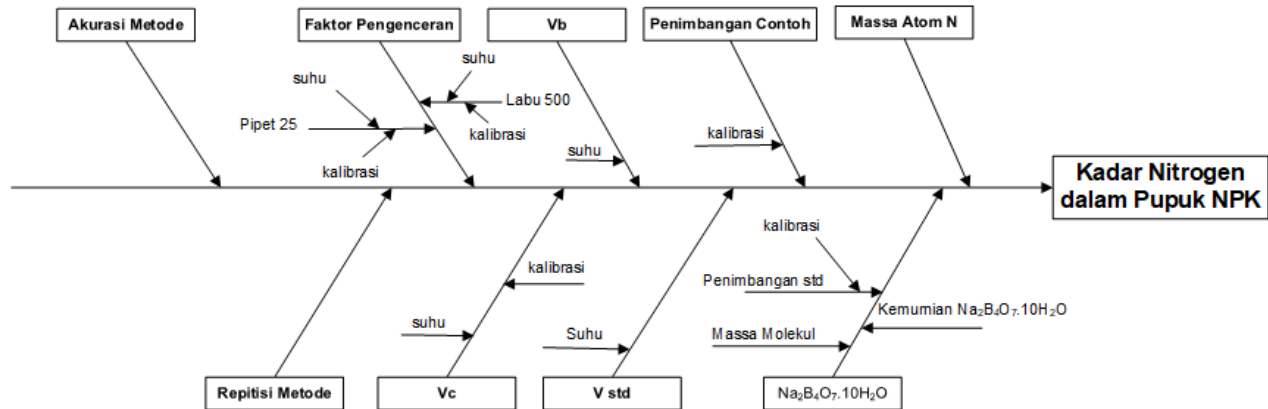 Akurasi Metode
Faktor Pengenceran
Vb
Penimbangan Contoh
Massa Atom N
suhu
suhu
Labu 500
Pipet 25
kalibrasi
kalibrasi
suhu
kalibrasi
Kadar Nitrogen
dalam Pupuk NPK
kalibrasi
kalibrasi
Penimbangan std
Kemurnian Na₂B₄O₇.10H₂O
suhu
Suhu
Massa Molekul
Repitisi Metode
Vc
V std
Na₂B₄O₇.10H₂O